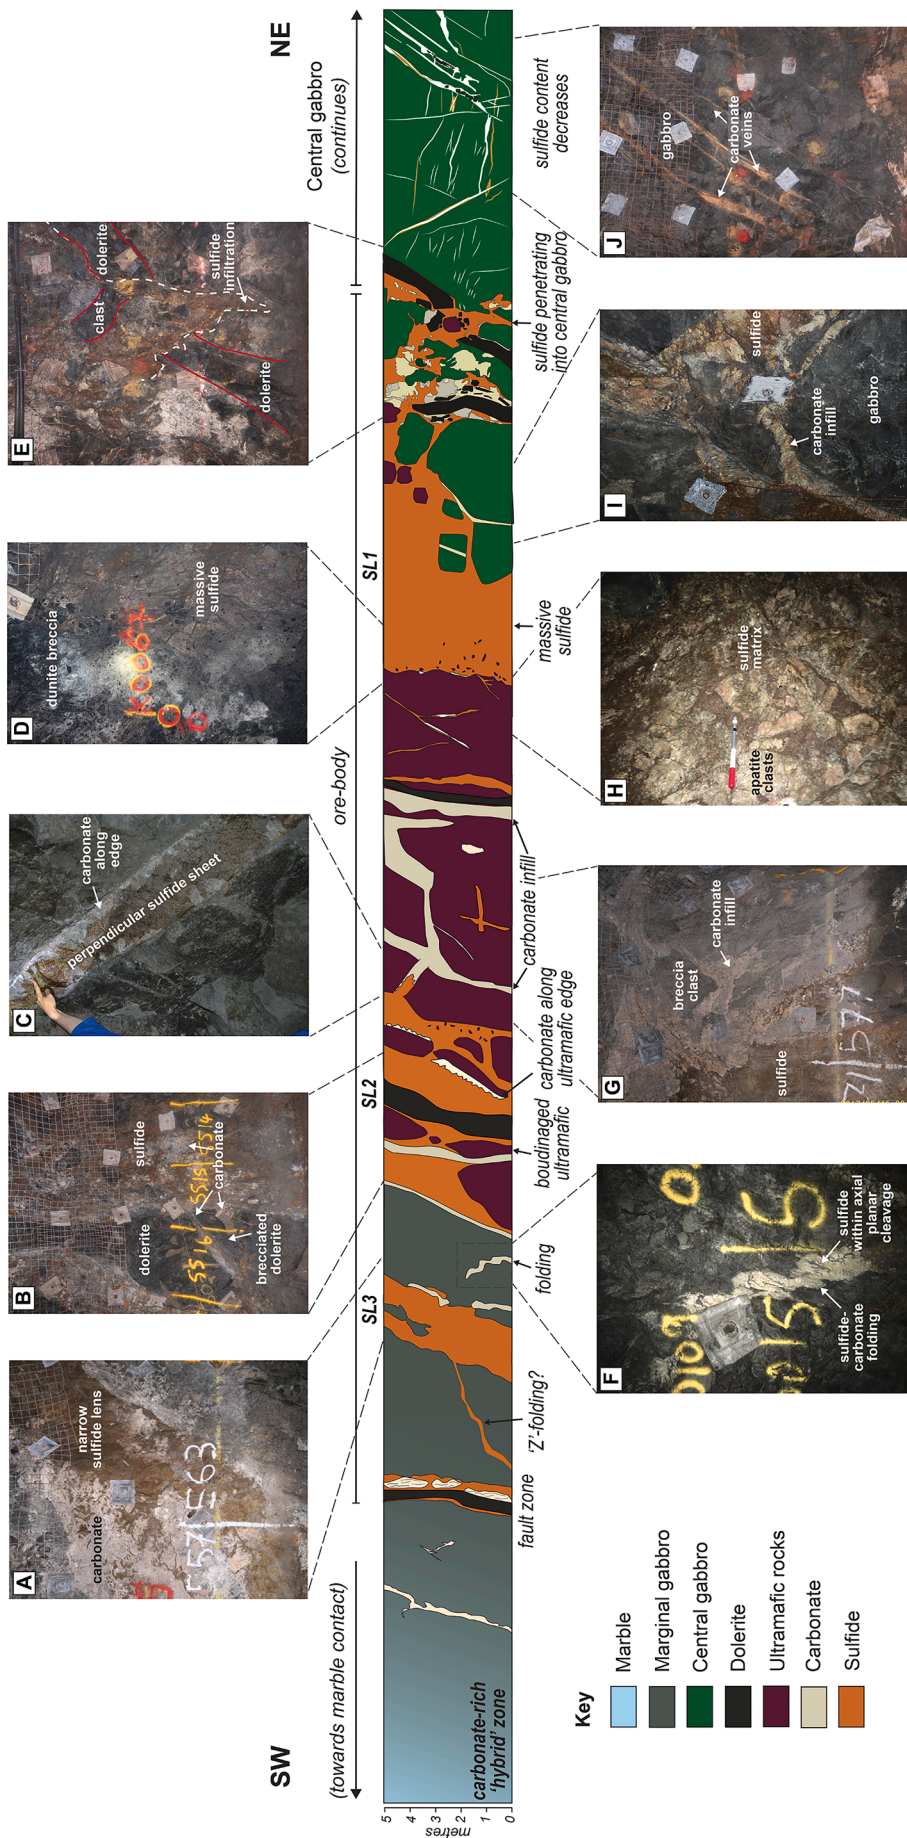 SW
NE
(towards marble contact)
ore-body
Central gabbro
(continues)
SL3
SL2
SL1
5
4
3
2
1
0
metres
carbonate-rich
'hybrid' zone
fault zone
'Z'-folding?
folding
boudinaged
ultramafic
carbonate along
ultramafic edge
carbonate infill
massive
sulfide
sulfide penetrating
into central gabbro
sulfide content
decreases
A
carbonate
narrow
sulfide lens
B
dolerite
sulfide
carbonate
brecciated
dolerite
5516
5515
5514
C
carbonate
along
edge
perpendicular sulfide sheet
D
dunite breccia
massive
sulfide
E
clast
dolerite
dolerite
sulfide
infiltration
F
sulfide-
carbonate
folding
sulfide
within axial
planar
cleavage
G
breccia
clast
carbonate
infill
sulfide
H
apatite
clasts
sulfide
matrix
I
carbonate
infill
sulfide
gabbro
J
gabbro
carbonate
veins
Key
Marble
Marginal gabbro
Central gabbro
Dolerite
Ultramafic rocks
Carbonate
Sulfide